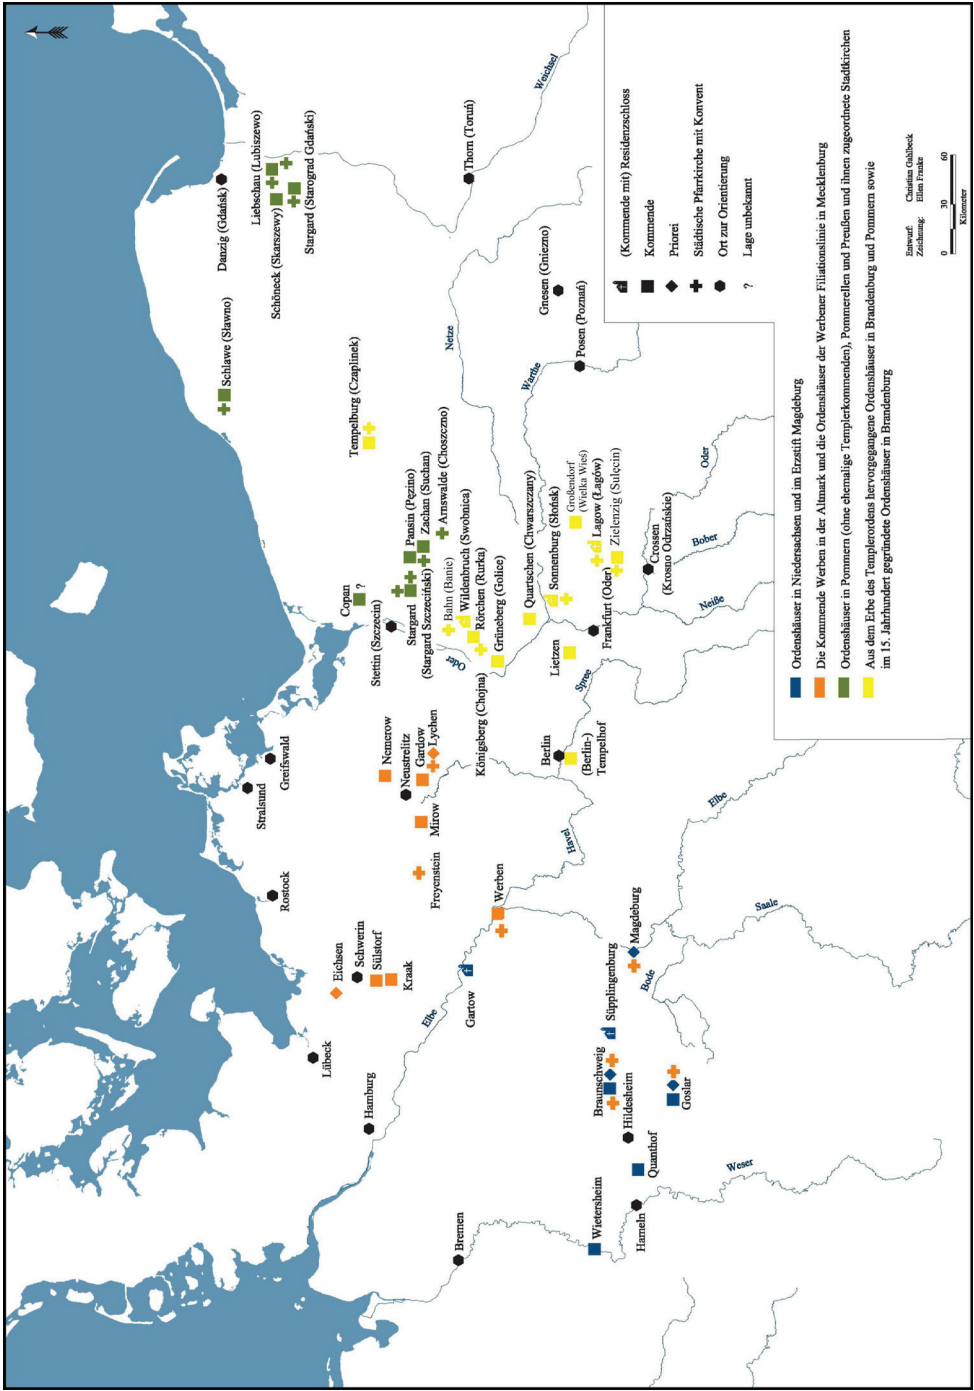 Danzig (Gdańsk)
Liebschau (Lubiszewo)
Schöneck (Skarszewy)
Stargard (Starograd Gdański)
Weichsel
Thorn (Toruń)
Schlawe (Sławno)
Tempelburg (Czaplinek)
Netze
Gnesen (Gniezno)
Warthe
Posen (Poznań)
Copan
?
Stettin (Szczecin)
Stargard
(Stargard Szczeciński)
Pansin (Pęzino)
Zachan (Suchan)
Arnswalde (Choszczno)
Oder
Bahn (Banie)
Wildenbruch (Swobnica)
Rörchen (Rurka)
Königsberg (Chojna)
Grüneberg (Golice)
Quartschen (Chwarszczany)
Sonnenburg (Słońsk)
Großendorf
(Wielka Wieś)
Lagow (Łagów)
Zielenzig (Sulęcin)
Lietzen
Frankfurt (Oder)
Crossen
(Krosno Odrzańskie)
Oder
Bober
Neiße
Spree
Stralsund
Greifswald
Nemerow
Neustrelitz
Gardow
Lychen
Mirow
Freyenstein
Berlin
(Berlin-)
Tempelhof
Havel
Rostock
Lübeck
Eichsen
Schwerin
Sülstorf
Kraak
Werben
Gartow
Elbe
Elbe
Saale
Hamburg
Bremen
Süpplingenburg
Magdeburg
Bode
Braunschweig
Hildesheim
Goslar
Quanthof
Wietersheim
Hameln
Weser
(Kommende mit) Residenzschloss
Kommende
Priorei
Städtische Pfarrkirche mit Konvent
Ort zur Orientierung
? Lage unbekannt
Ordenshäuser in Niedersachsen und im Erzstift Magdeburg
Die Kommende Werben in der Altmark und die Ordenshäuser der Werbener Filiationslinie in Mecklenburg
Ordenshäuser in Pommern (ohne ehemalige Templerkommenden), Pommerellen und Preußen und ihnen zugeordnete Stadtkirchen
Aus dem Erbe des Templerordens hervorgegangene Ordenshäuser in Brandenburg und Pommern sowie
im 15. Jahrhundert gegründete Ordenshäuser in Brandenburg
Entwurf: Christian Gahlbeck
Zeichnung: Ellen Franke
0 30 60
Kilometer